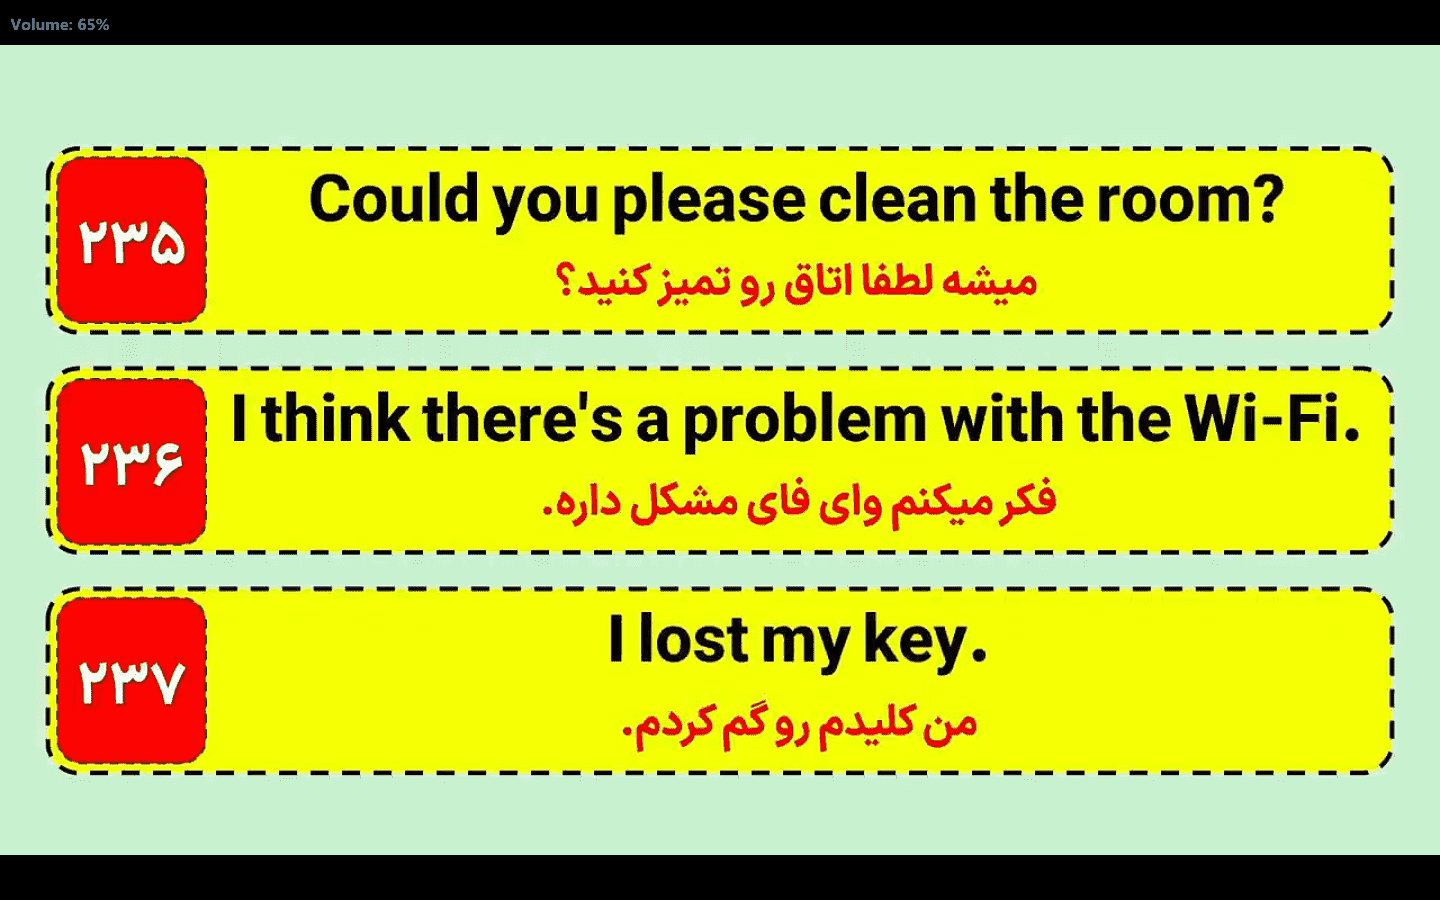 Volume: 65%
۲۳۵
Could you please clean the room?
میشه لطفا اتاق رو تمیز کنید؟
۲۳۶
I think there's a problem with the Wi-Fi.
فکر میکنم وای فای مشکل داره.
۲۳۷
I lost my key.
من کلیدم رو گم کردم.